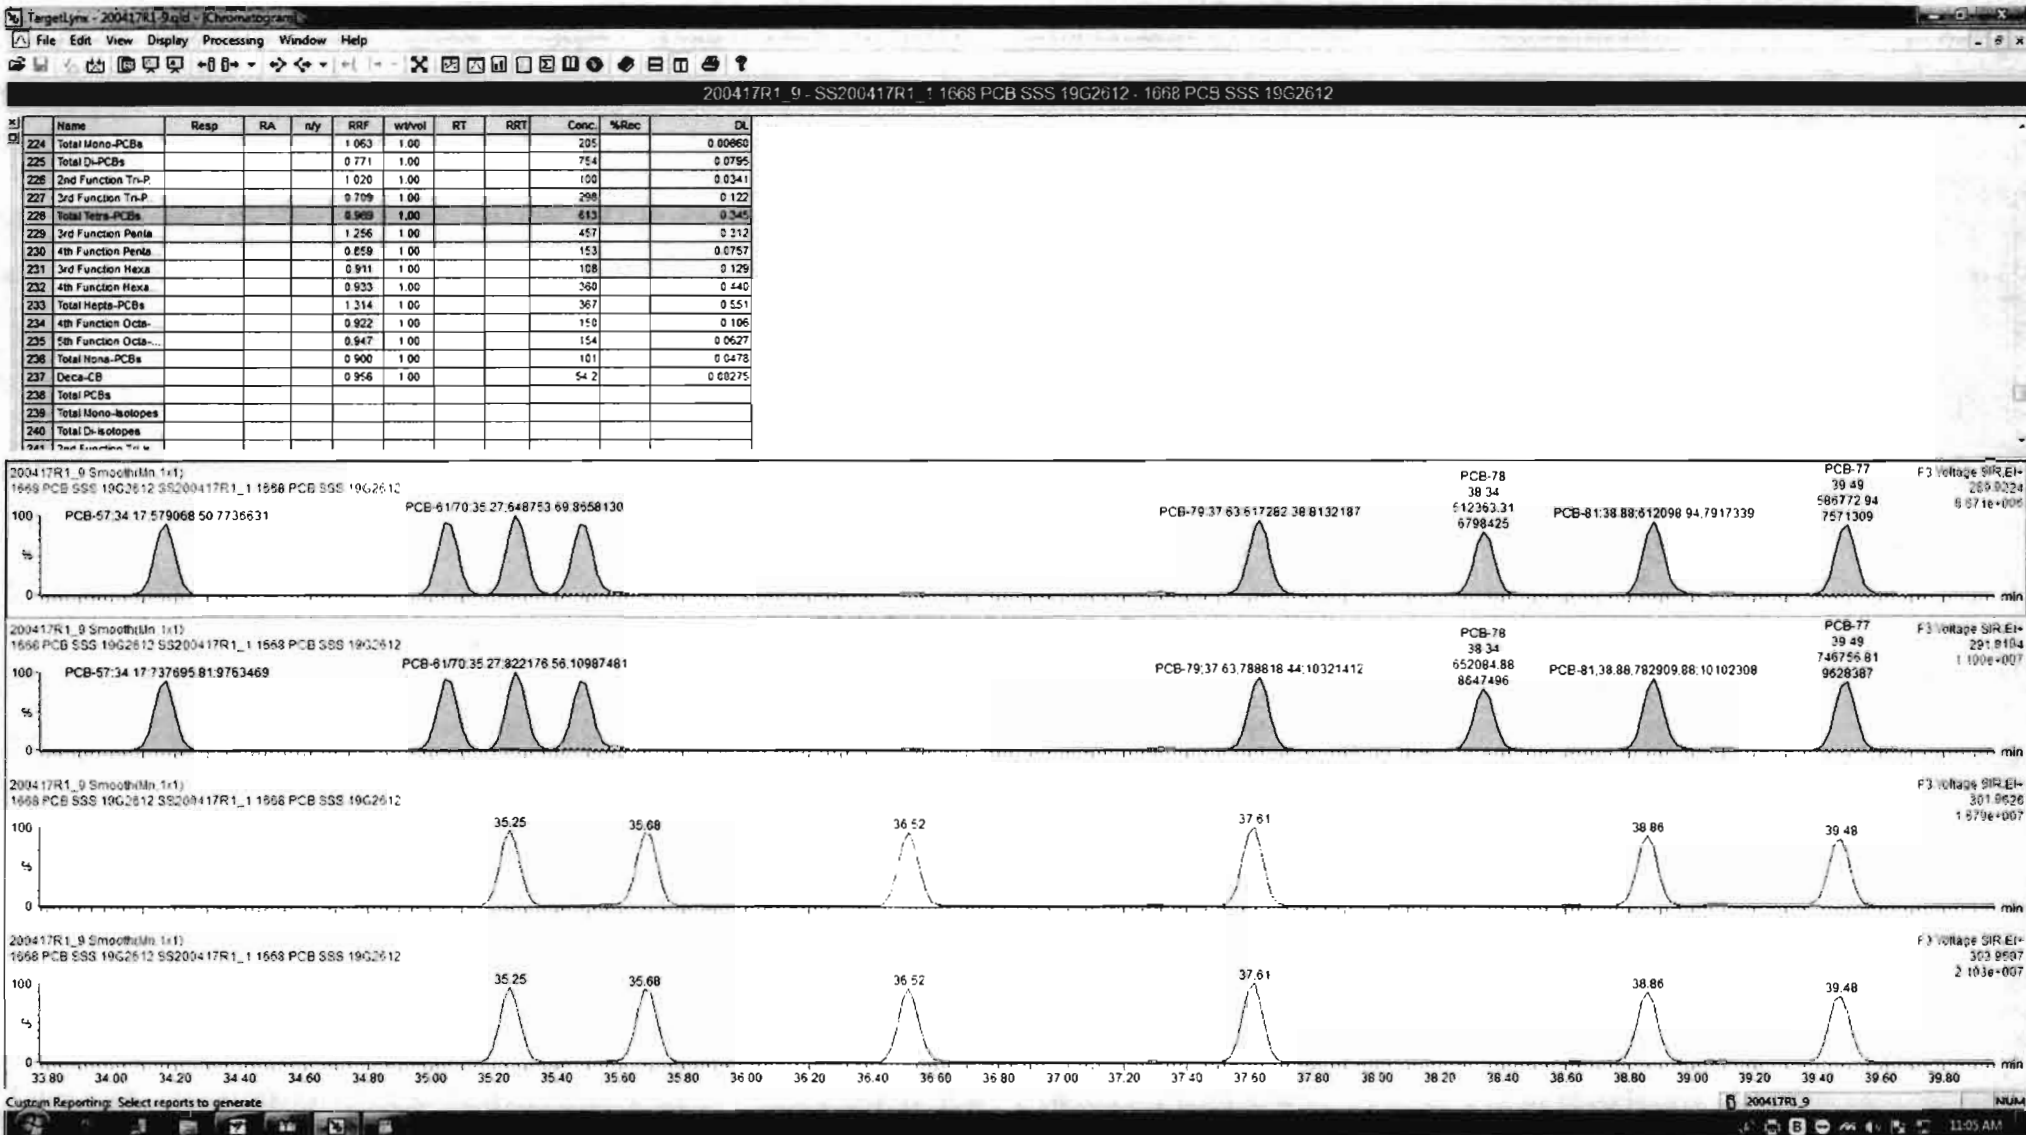 TargetLynx - 200417R1-9.qld - [Chromatogram]
File Edit View Display Processing Window Help
200417R1_9 - SS200417R1_1 1668 PCB SSS 19G2612 - 1668 PCB SSS 19G2612
Name Resp RA n/y RRF wt/vol RT RRT Conc. %Rec DL
224 Total Mono-PCBs 1.063 1.00 205 0.00860
225 Total Di-PCBs 0.771 1.00 754 0.0795
226 2nd Function Tri-P... 1.020 1.00 100 0.0341
227 3rd Function Tri-P... 0.709 1.00 298 0.122
228 Total Tetra-PCBs 0.969 1.00 613 0.345
229 3rd Function Penta... 1.256 1.00 457 0.312
230 4th Function Penta... 0.859 1.00 153 0.0757
231 3rd Function Hexa... 0.911 1.00 108 0.129
232 4th Function Hexa... 0.933 1.00 360 0.440
233 Total Hepta-PCBs 1.314 1.00 367 0.551
234 4th Function Octa-... 0.922 1.00 150 0.106
235 5th Function Octa-... 0.947 1.00 154 0.0627
236 Total Nona-PCBs 0.900 1.00 101 0.0478
237 Deca-CB 0.956 1.00 54.2 0.00275
238 Total PCBs
239 Total Mono-Isotopes
240 Total Di-Isotopes
200417R1_9 Smooth(Mn,1x1)
1668 PCB SSS 19G2612 SS200417R1_1 1668 PCB SSS 19G2612
F3:Voltage SIR,EI+
289.9224
PCB-57;34.17;579068.50;7736631
PCB-61/70;35.27;648753.69;8658130
PCB-79;37.63;617282.38;8132187
PCB-78
38.34
512363.31
6798425
PCB-81;38.88;612098.94;7917339
PCB-77
39.49
586772.94
7571309
100
%
0
min
200417R1_9 Smooth(Mn,1x1)
1668 PCB SSS 19G2612 SS200417R1_1 1668 PCB SSS 19G2612
F3:Voltage SIR,EI+
291.9194
1.100e+007
PCB-57;34.17;737695.81;9763469
PCB-61/70;35.27;822176.56;10987481
PCB-79;37.63;788818.44;10321412
PCB-78
38.34
652084.88
8647496
PCB-81;38.88;782909.88;10102308
PCB-77
39.49
746756.81
9628387
100
%
0
min
200417R1_9 Smooth(Mn,1x1)
1668 PCB SSS 19G2612 SS200417R1_1 1668 PCB SSS 19G2612
F3:Voltage SIR,EI+
301.9626
1.679e+007
35.25 35.68 36.52 37.61 38.86 39.48
100
%
0
min
200417R1_9 Smooth(Mn,1x1)
1668 PCB SSS 19G2612 SS200417R1_1 1668 PCB SSS 19G2612
F3:Voltage SIR,EI+
303.9597
2.103e+007
35.25 35.68 36.52 37.61 38.86 39.48
100
%
0
min
33.80 34.00 34.20 34.40 34.60 34.80 35.00 35.20 35.40 35.60 35.80 36.00 36.20 36.40 36.60 36.80 37.00 37.20 37.40 37.60 37.80 38.00 38.20 38.40 38.60 38.80 39.00 39.20 39.40 39.60 39.80
Custom Reporting: Select reports to generate
200417R1_9 NUM
11:05 AM